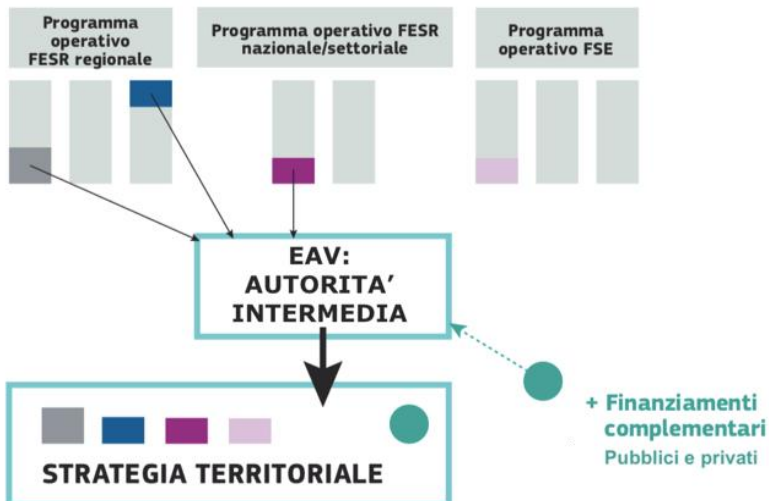 Programma
operativo
FESR regionale
Programma operativo FESR
nazionale/settoriale
Programma
operativo FSE
EAV:
AUTORITA’
INTERMEDIA
+ Finanziamenti
complementari
Pubblici e privati
STRATEGIA TERRITORIALE